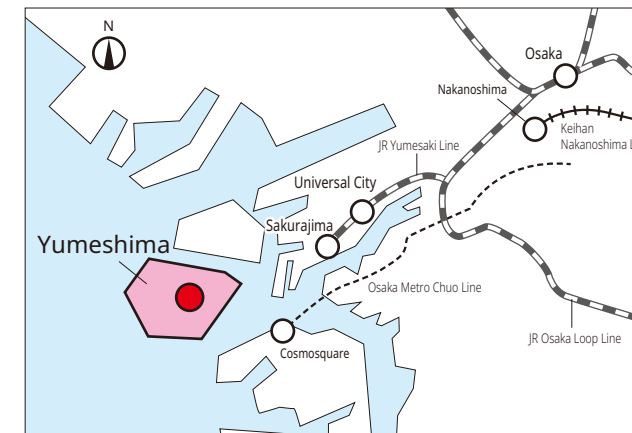 N
Osaka
Nakanoshima
Keihan
Nakanoshima L
JR Yumesaki Line
Universal City
Sakurajima
Yumeshima
Osaka Metro Chuo Line
Cosmosquare
JR Osaka Loop Line